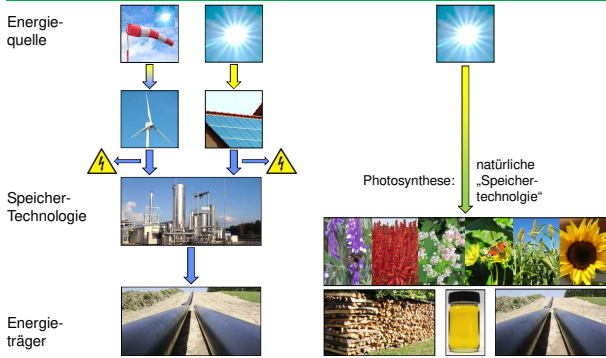 Energie-
quelle
Speicher-
Technologie
Energie-
träger
Photosynthese:
natürliche
„Speicher-
technolgie“